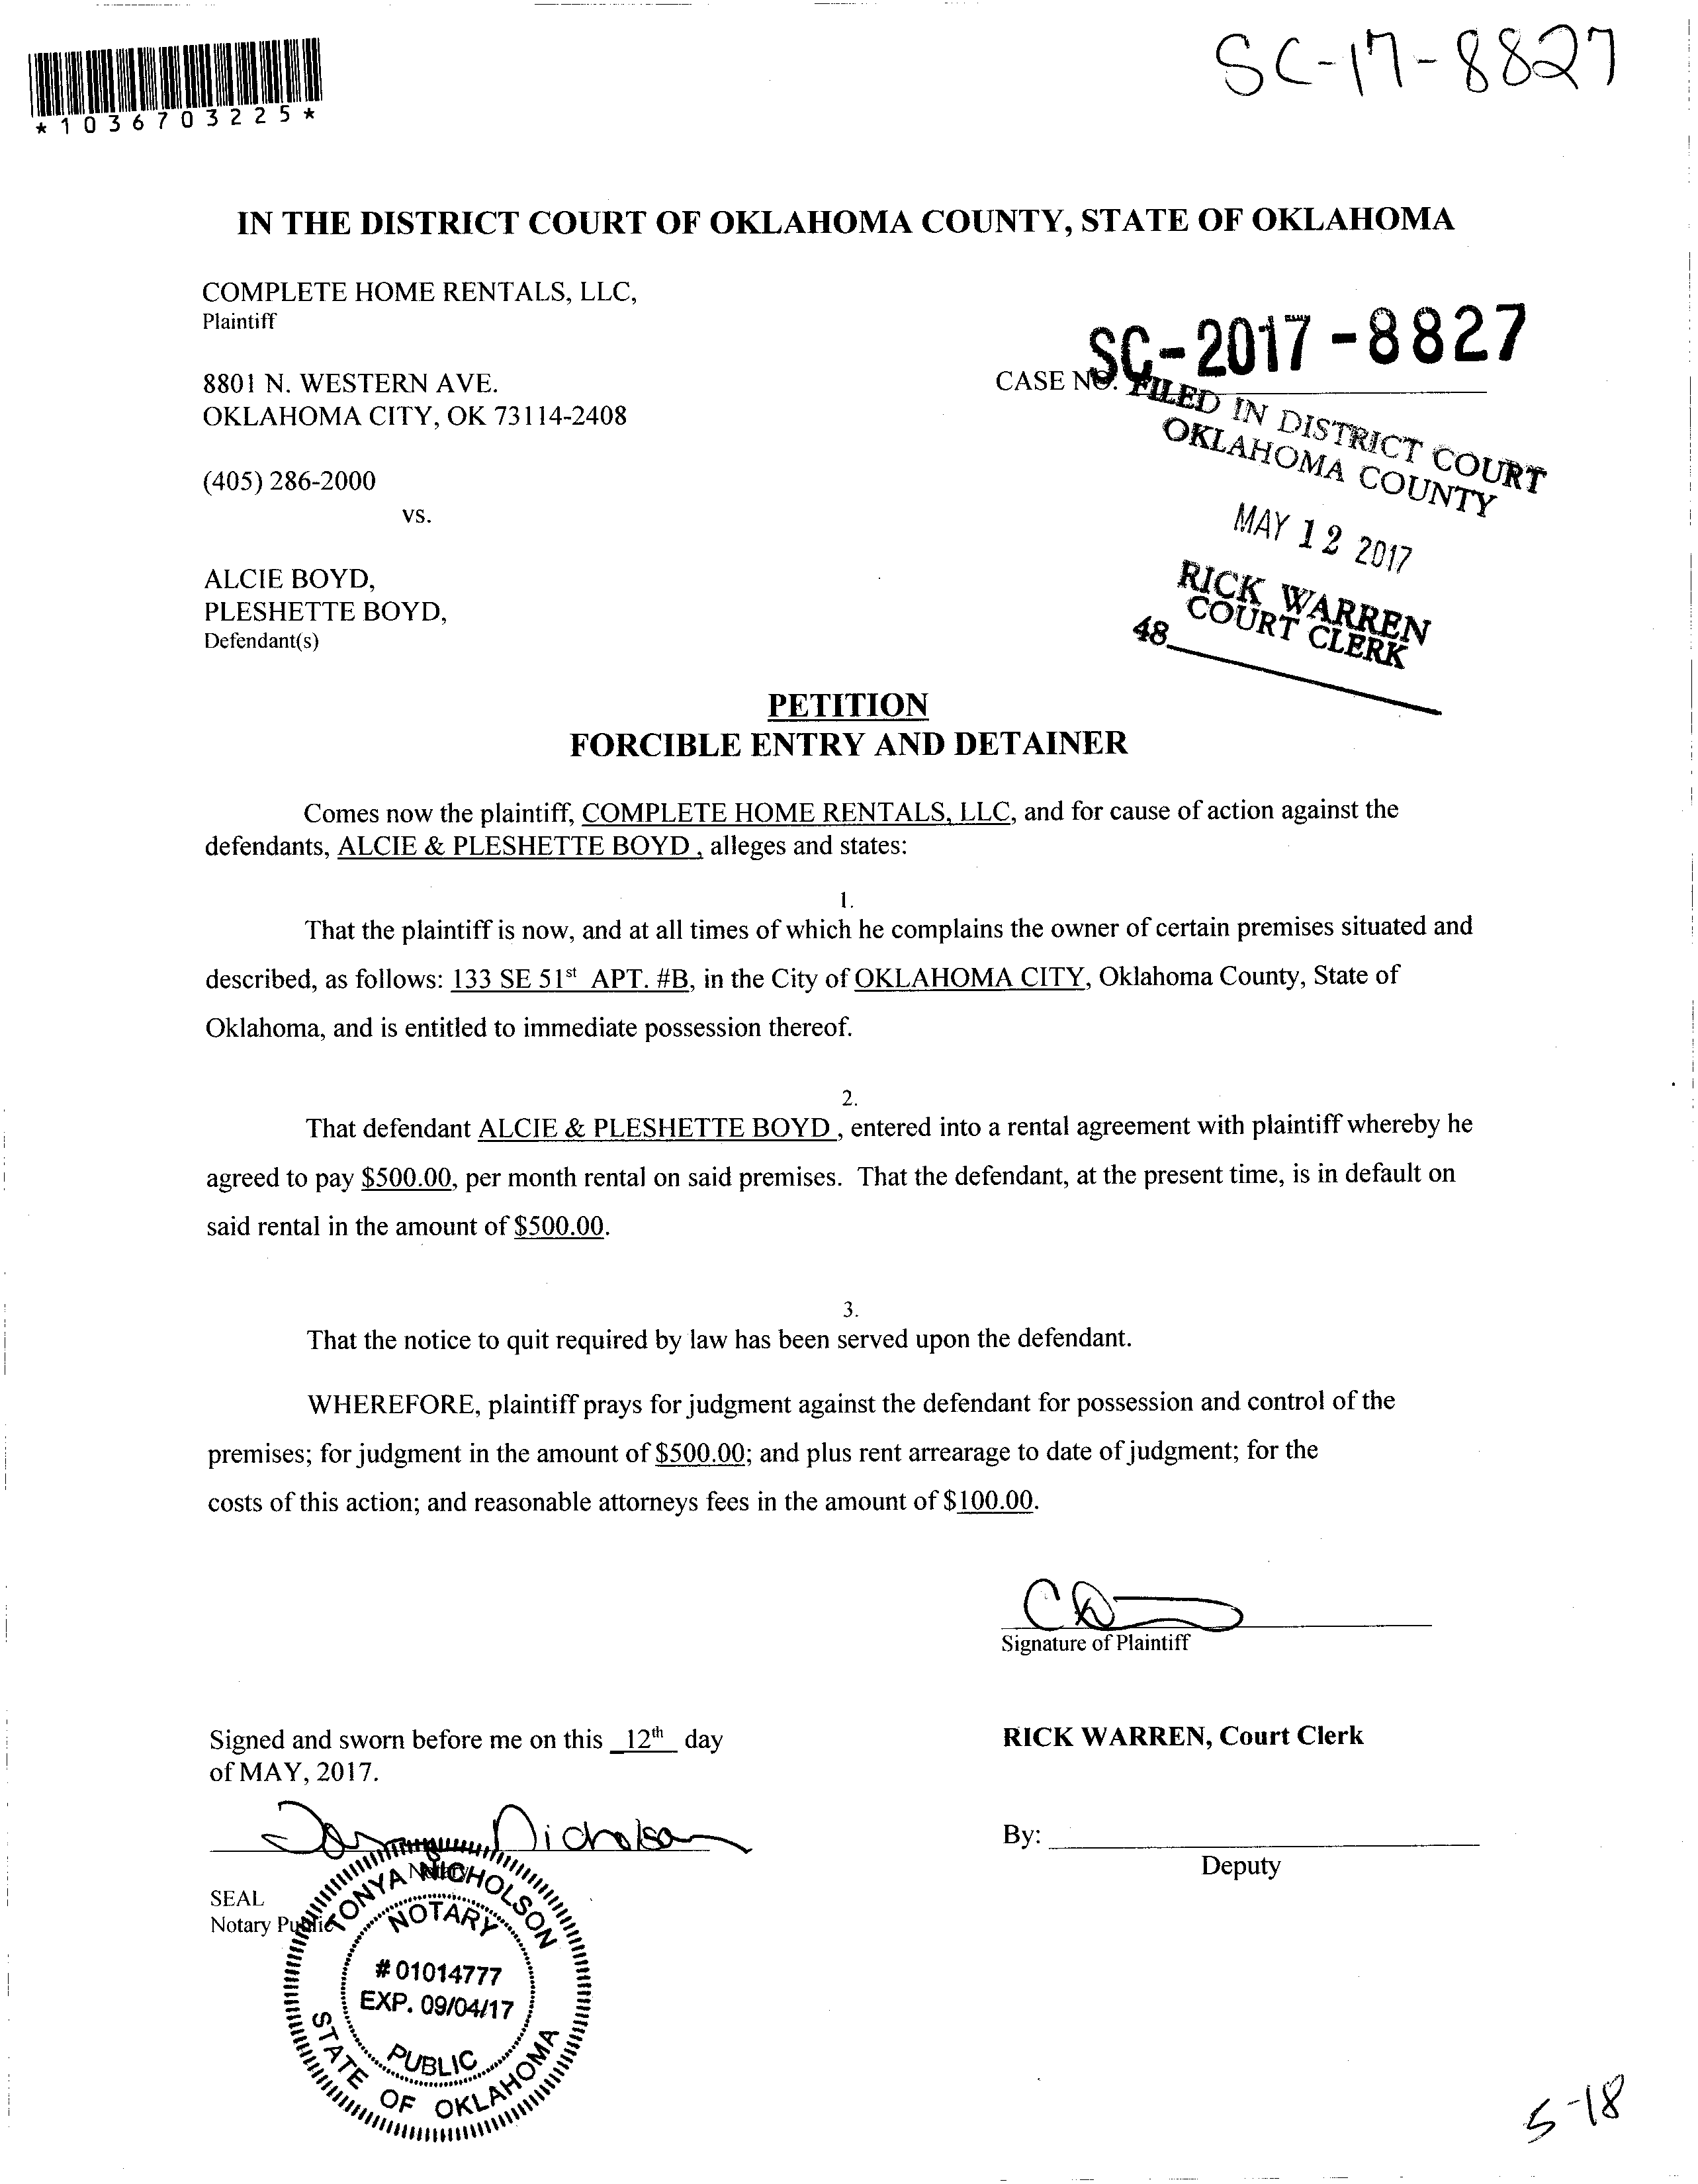 SC-17-8827
*1036703225*
IN THE DISTRICT COURT OF OKLAHOMA COUNTY, STATE OF OKLAHOMA
COMPLETE HOME RENTALS, LLC,
Plaintiff
8801 N. WESTERN AVE.
OKLAHOMA CITY, OK 73114-2408
(405) 286-2000
vs.
ALCIE BOYD,
PLESHETTE BOYD,
Defendant(s)
CASE NO. SC-2017-8827
FILED IN DISTRICT COURT
OKLAHOMA COUNTY
MAY 12 2017
RICK WARREN
COURT CLERK
48
PETITION
FORCIBLE ENTRY AND DETAINER
Comes now the plaintiff, COMPLETE HOME RENTALS, LLC, and for cause of action against the
defendants, ALCIE & PLESHETTE BOYD , alleges and states:
1.
That the plaintiff is now, and at all times of which he complains the owner of certain premises situated and
described, as follows: 133 SE 51st APT. #B, in the City of OKLAHOMA CITY, Oklahoma County, State of
Oklahoma, and is entitled to immediate possession thereof.
2.
That defendant ALCIE & PLESHETTE BOYD , entered into a rental agreement with plaintiff whereby he
agreed to pay $500.00, per month rental on said premises. That the defendant, at the present time, is in default on
said rental in the amount of $500.00.
3.
That the notice to quit required by law has been served upon the defendant.
WHEREFORE, plaintiff prays for judgment against the defendant for possession and control of the
premises; for judgment in the amount of $500.00; and plus rent arrearage to date of judgment; for the
costs of this action; and reasonable attorneys fees in the amount of $100.00.
Signature of Plaintiff
Signed and sworn before me on this 12th day
of MAY, 2017.
RICK WARREN, Court Clerk
Tonya Nicholson
Notary
By:
Deputy
SEAL
Notary Public
TONYA NICHOLSON
NOTARY
# 01014777
EXP. 09/04/17
PUBLIC
STATE OF OKLAHOMA
5-18